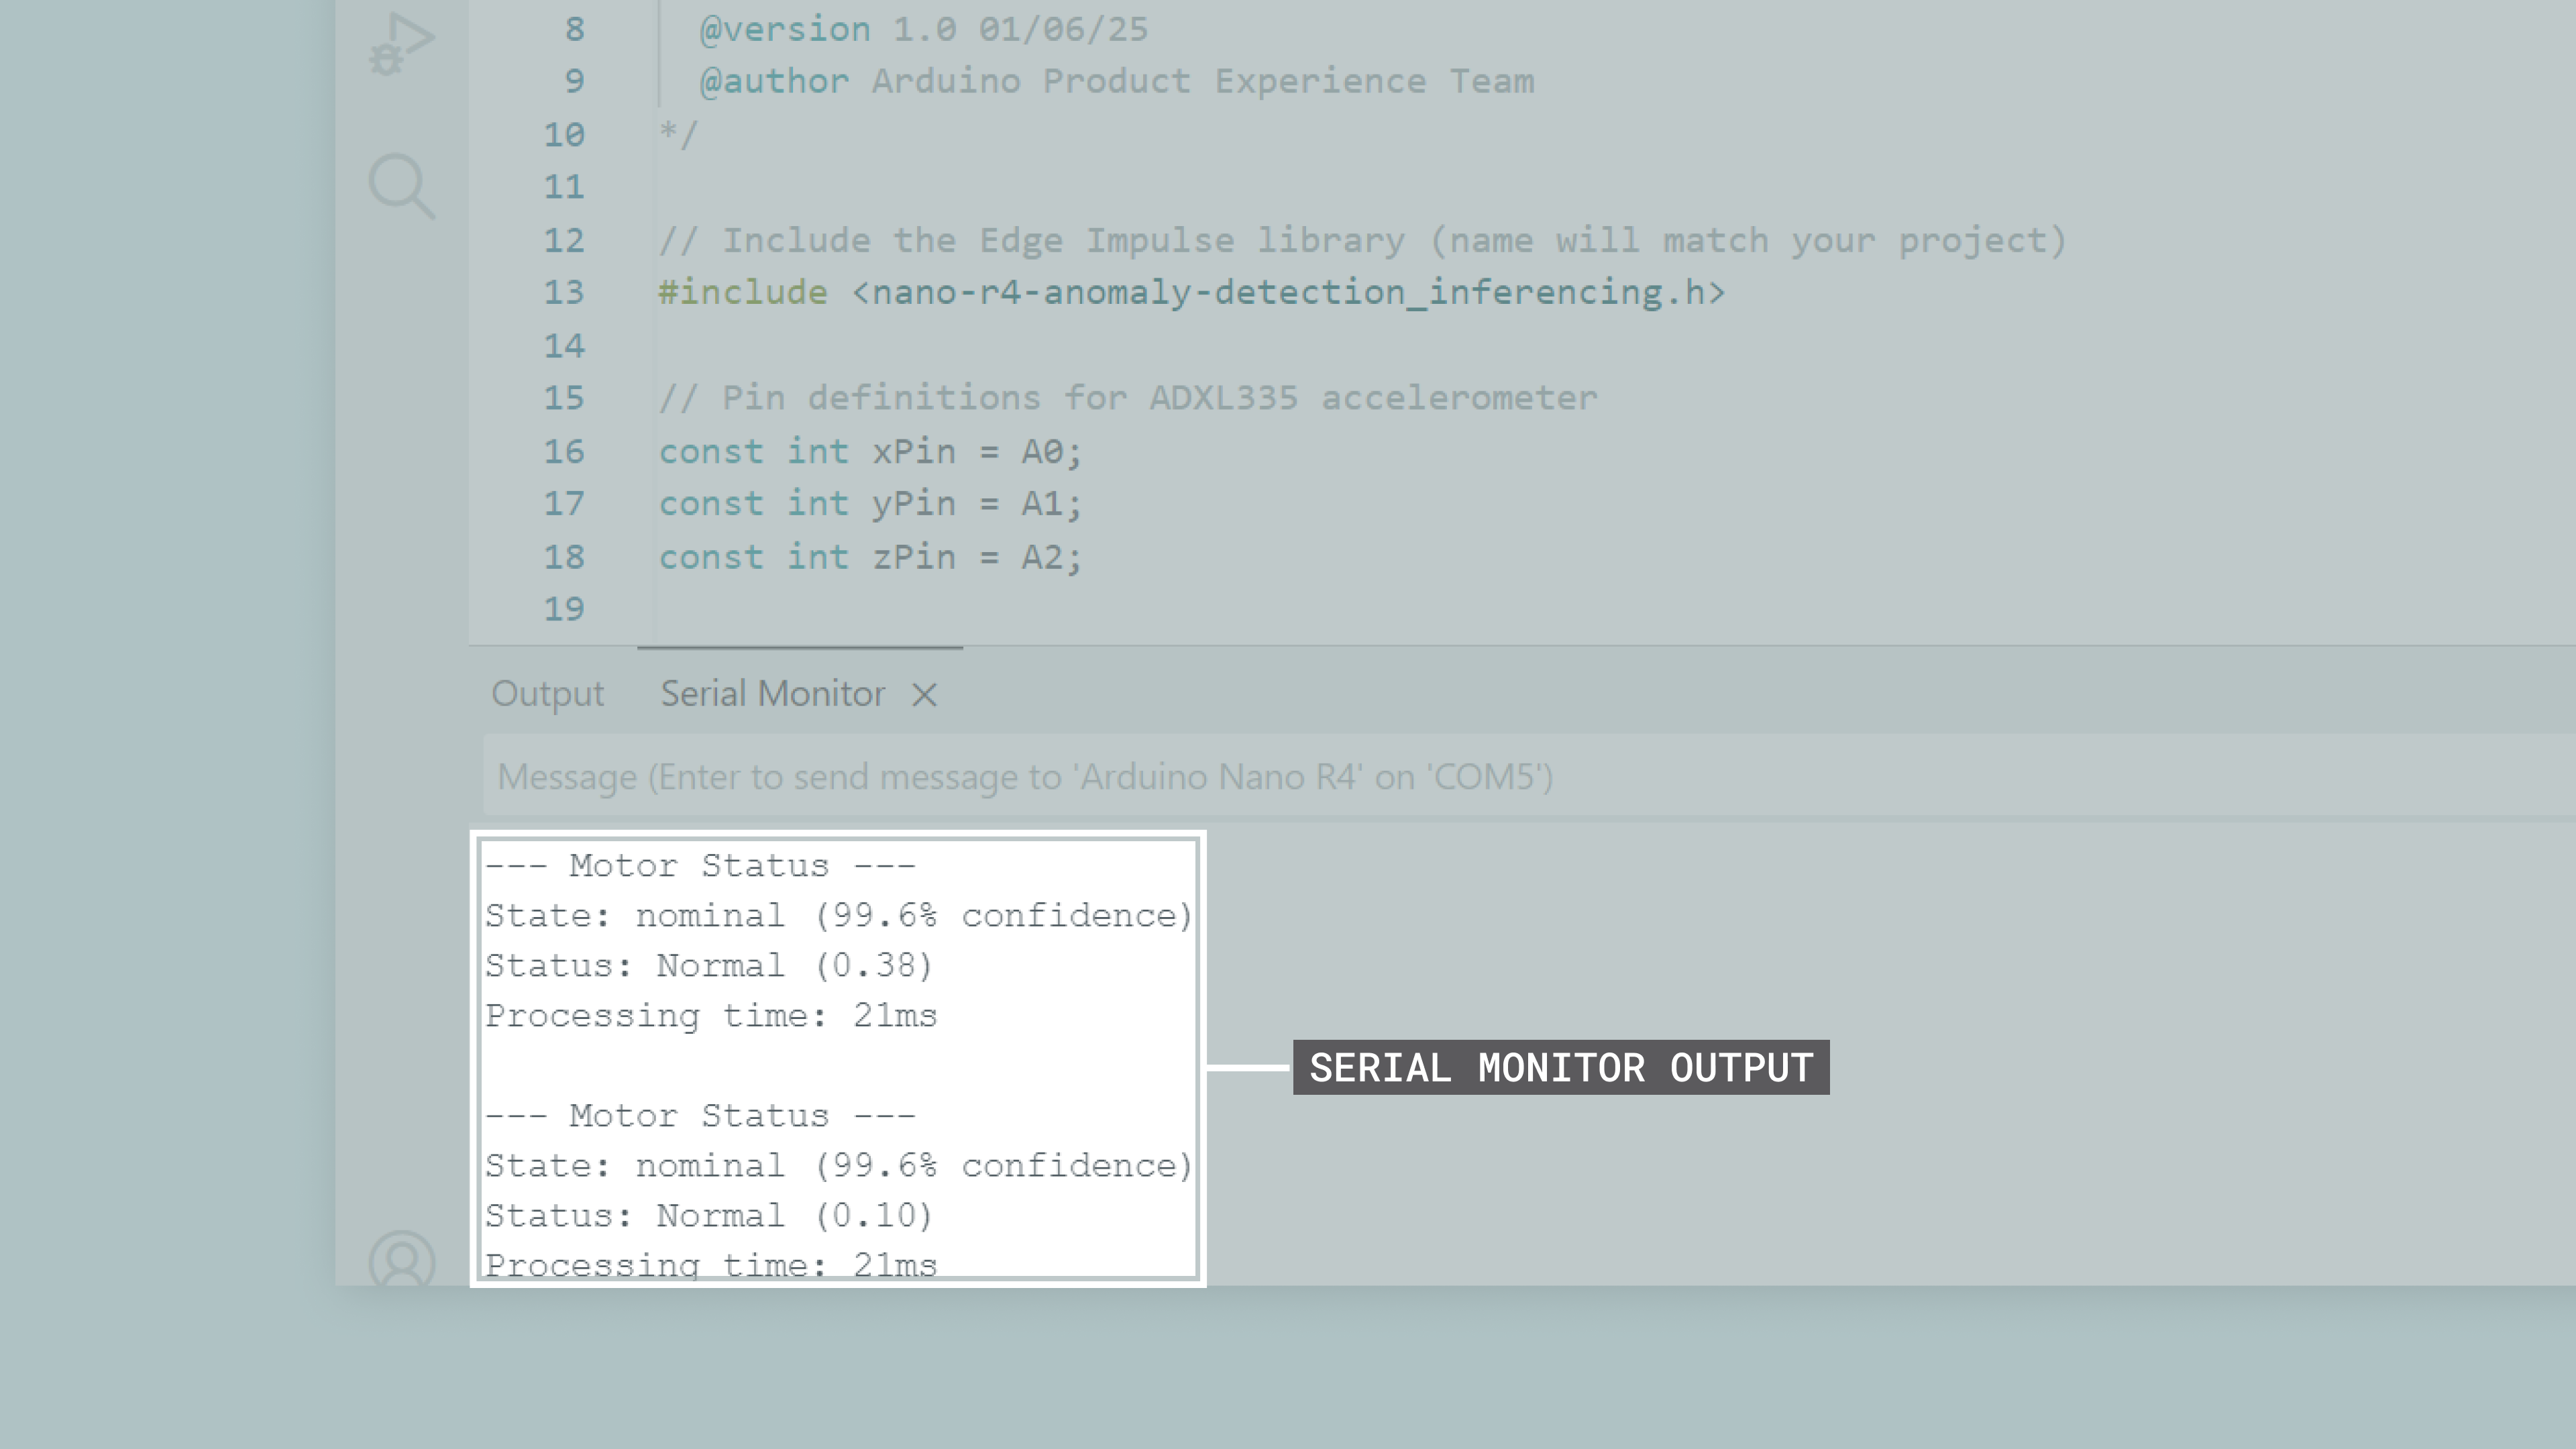 8 @version 1.0 01/06/25
9 @author Arduino Product Experience Team
10 */
11
12 // Include the Edge Impulse library (name will match your project)
13 #include <nano-r4-anomaly-detection_inferencing.h>
14
15 // Pin definitions for ADXL335 accelerometer
16 const int xPin = A0;
17 const int yPin = A1;
18 const int zPin = A2;
19
Output Serial Monitor
Message (Enter to send message to 'Arduino Nano R4' on 'COM5')
--- Motor Status ---
State: nominal (99.6% confidence)
Status: Normal (0.38)
Processing time: 21ms
--- Motor Status ---
State: nominal (99.6% confidence)
Status: Normal (0.10)
Processing time: 21ms
SERIAL MONITOR OUTPUT